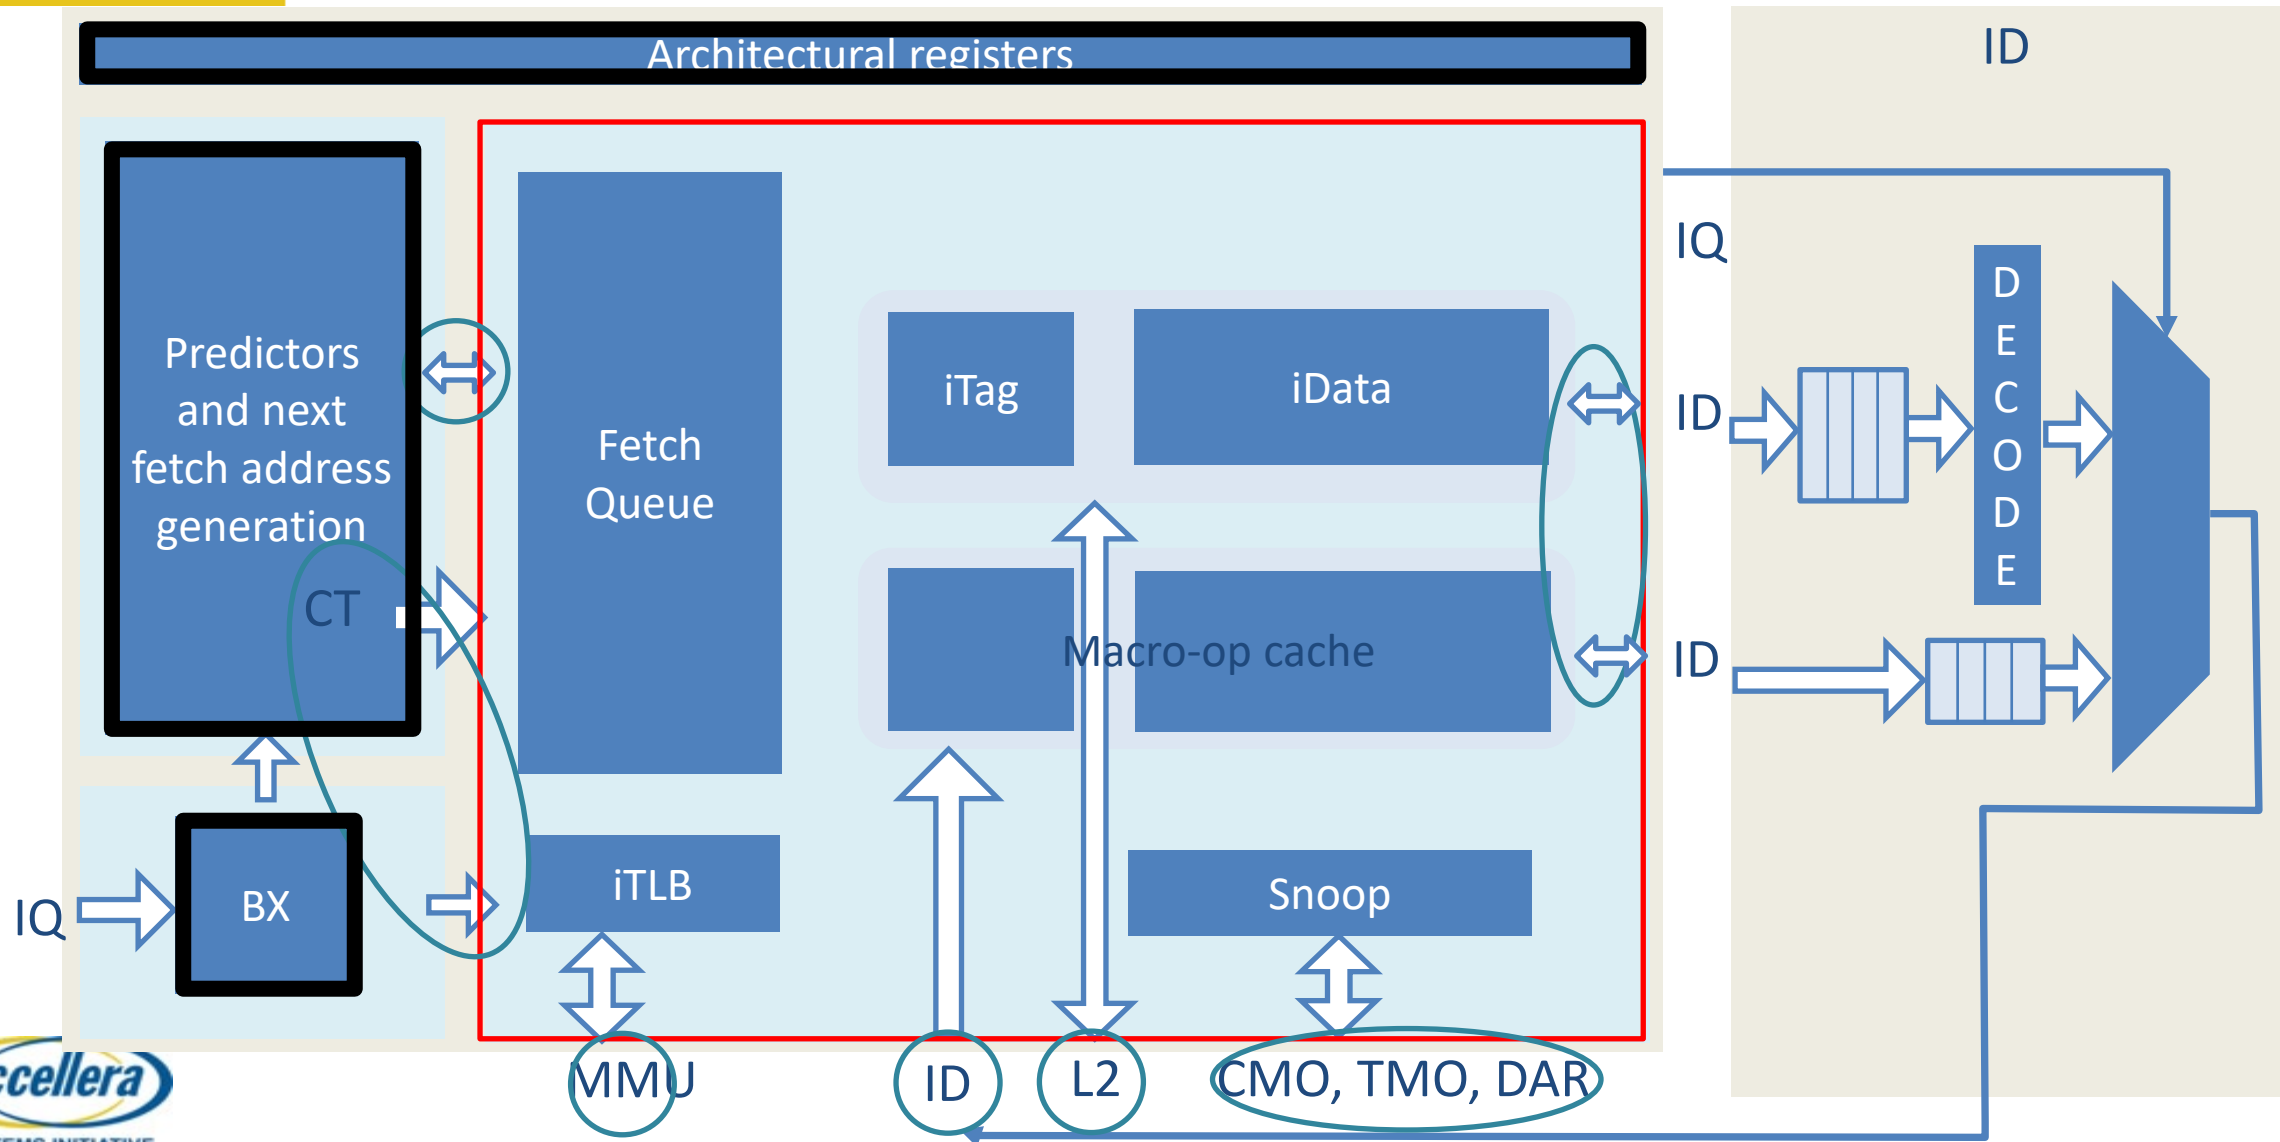 Architectural registers
ID
Predictors
and next
fetch address
generation
CT
Fetch
Queue
iTag
iData
Macro-op cache
IQ
ID
ID
D
E
C
O
D
E
IQ
BX
iTLB
Snoop
MMU
ID
L2
CMO, TMO, DAR
ccellera